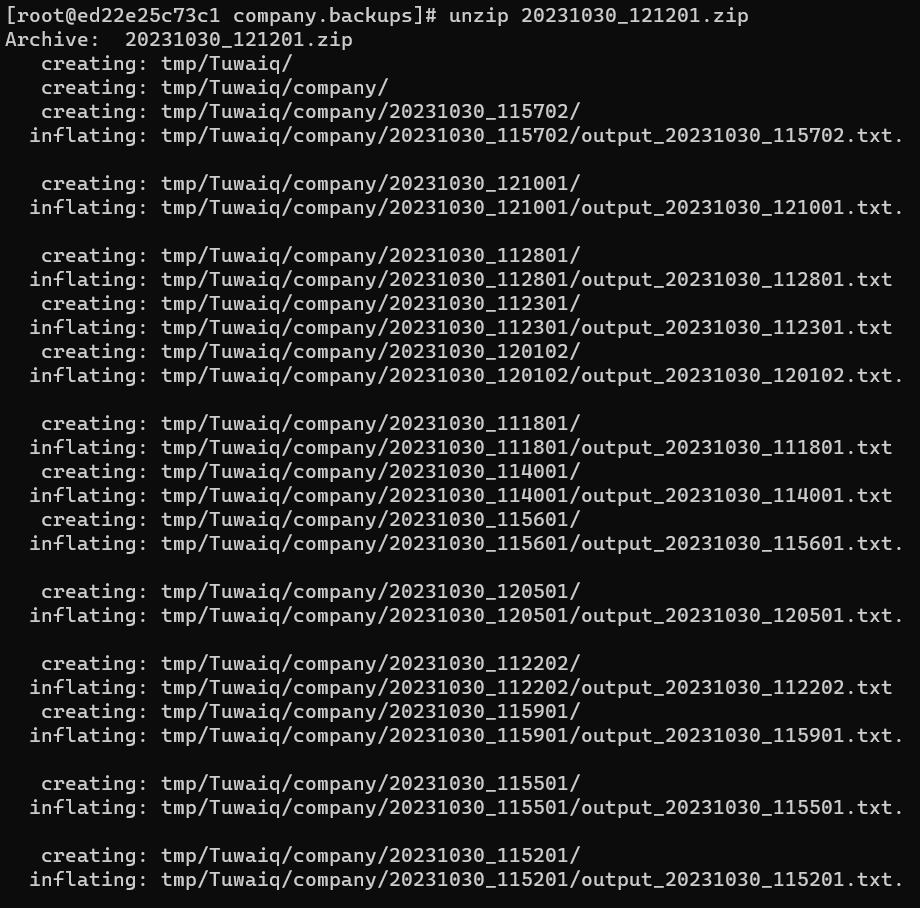 [root@ed22e25c73c1 company.backups]# unzip 20231030_121201.zip
Archive:  20231030_121201.zip
   creating: tmp/Tuwaiq/
   creating: tmp/Tuwaiq/company/
   creating: tmp/Tuwaiq/company/20231030_115702/
  inflating: tmp/Tuwaiq/company/20231030_115702/output_20231030_115702.txt.
   creating: tmp/Tuwaiq/company/20231030_121001/
  inflating: tmp/Tuwaiq/company/20231030_121001/output_20231030_121001.txt.
   creating: tmp/Tuwaiq/company/20231030_112801/
  inflating: tmp/Tuwaiq/company/20231030_112801/output_20231030_112801.txt
   creating: tmp/Tuwaiq/company/20231030_112301/
  inflating: tmp/Tuwaiq/company/20231030_112301/output_20231030_112301.txt
   creating: tmp/Tuwaiq/company/20231030_120102/
  inflating: tmp/Tuwaiq/company/20231030_120102/output_20231030_120102.txt.
   creating: tmp/Tuwaiq/company/20231030_111801/
  inflating: tmp/Tuwaiq/company/20231030_111801/output_20231030_111801.txt
   creating: tmp/Tuwaiq/company/20231030_114001/
  inflating: tmp/Tuwaiq/company/20231030_114001/output_20231030_114001.txt
   creating: tmp/Tuwaiq/company/20231030_115601/
  inflating: tmp/Tuwaiq/company/20231030_115601/output_20231030_115601.txt.
   creating: tmp/Tuwaiq/company/20231030_120501/
  inflating: tmp/Tuwaiq/company/20231030_120501/output_20231030_120501.txt.
   creating: tmp/Tuwaiq/company/20231030_112202/
  inflating: tmp/Tuwaiq/company/20231030_112202/output_20231030_112202.txt
   creating: tmp/Tuwaiq/company/20231030_115901/
  inflating: tmp/Tuwaiq/company/20231030_115901/output_20231030_115901.txt.
   creating: tmp/Tuwaiq/company/20231030_115501/
  inflating: tmp/Tuwaiq/company/20231030_115501/output_20231030_115501.txt.
   creating: tmp/Tuwaiq/company/20231030_115201/
  inflating: tmp/Tuwaiq/company/20231030_115201/output_20231030_115201.txt.